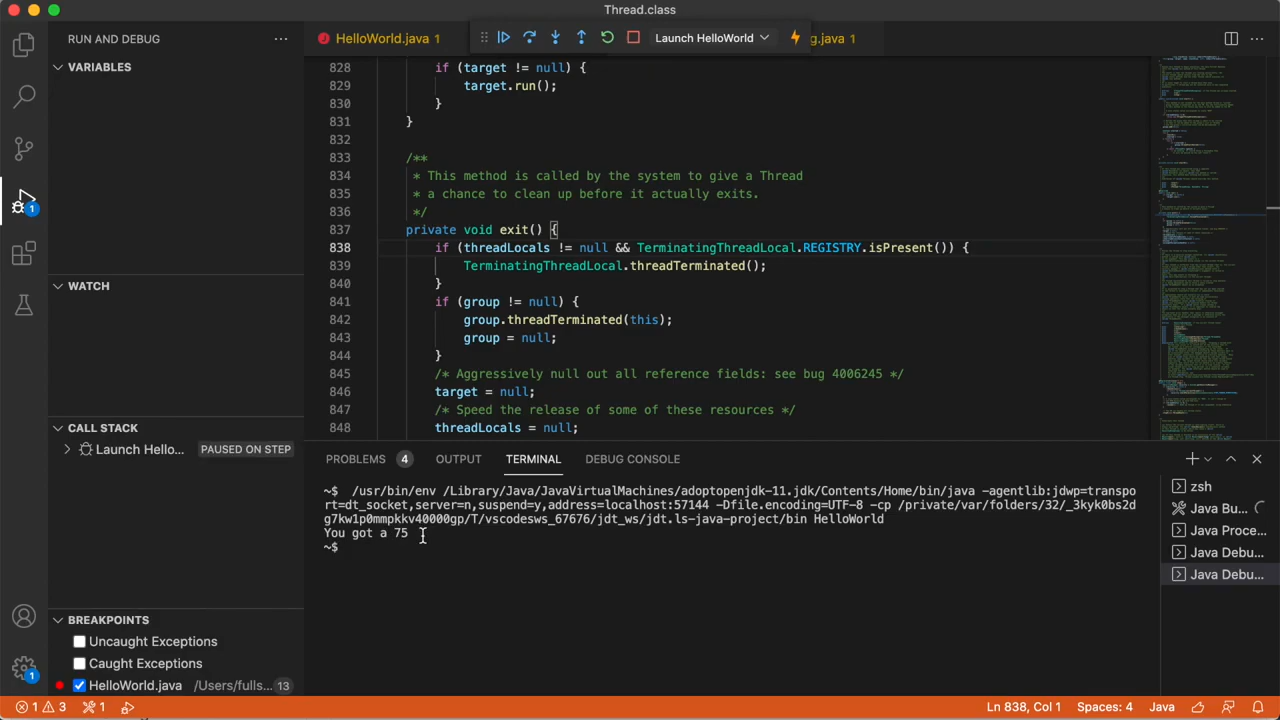 Thread.class
RUN AND DEBUG
HelloWorld.java 1
Launch HelloWorld
g.java 1
VARIABLES
828 if (target != null) {
829 target.run();
830 }
831 }
832
833 /**
834 * This method is called by the system to give a Thread
835 * a chance to clean up before it actually exits.
836 */
837 private void exit() {
838 if (threadLocals != null && TerminatingThreadLocal.REGISTRY.isPresent()) {
839 TerminatingThreadLocal.threadTerminated();
840 }
841 if (group != null) {
842 group.threadTerminated(this);
843 group = null;
844 }
845 /* Aggressively null out all reference fields: see bug 4006245 */
846 target = null;
847 /* Speed the release of some of these resources */
848 threadLocals = null;
1
WATCH
CALL STACK
Launch Hello... PAUSED ON STEP
PROBLEMS 4 OUTPUT TERMINAL DEBUG CONSOLE
~$ /usr/bin/env /Library/Java/JavaVirtualMachines/adoptopenjdk-11.jdk/Contents/Home/bin/java -agentlib:jdwp=transpo
rt=dt_socket,server=n,suspend=y,address=localhost:57144 -Dfile.encoding=UTF-8 -cp /private/var/folders/32/_3kyk0bs2d
g7kw1p0mmpkkv40000gp/T/vscodesws_67676/jdt_ws/jdt.ls-java-project/bin HelloWorld
You got a 75
~$
zsh
Java Bu...
Java Proce...
Java Debu...
Java Debu...
BREAKPOINTS
Uncaught Exceptions
Caught Exceptions
HelloWorld.java /Users/fulls... 13
1
1 3 1
Ln 838, Col 1 Spaces: 4 Java